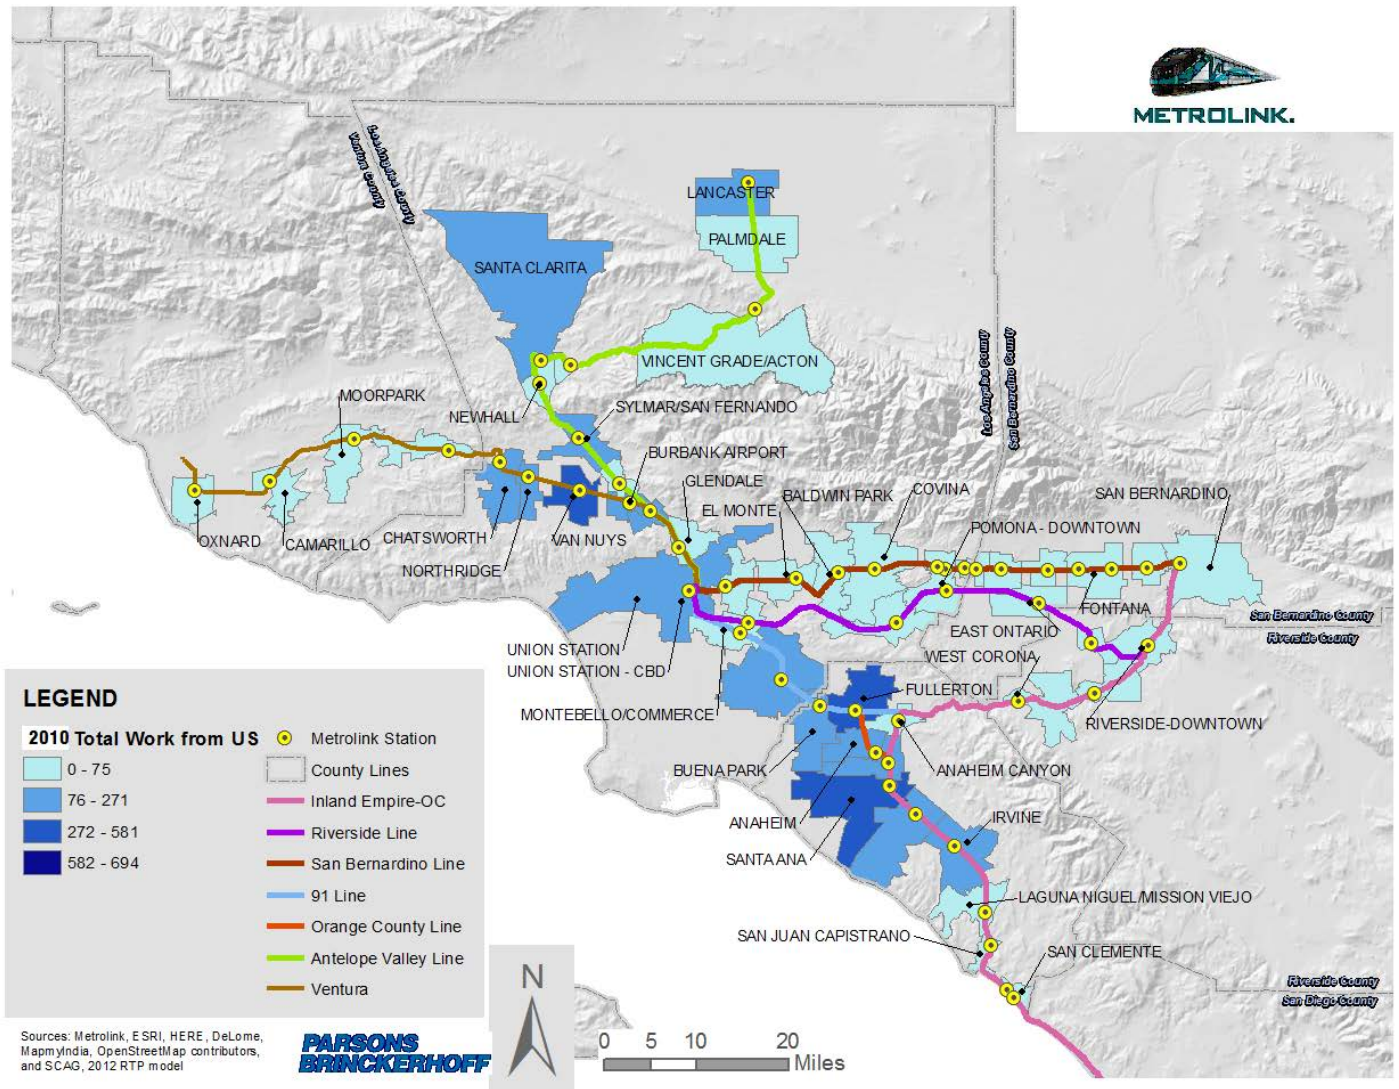 METROLINK.
Los Angeles County
Ventura County
LANCASTER
PALMDALE
SANTA CLARITA
Los Angeles County
San Bernardino County
VINCENT GRADE/ACTON
MOORPARK
NEWHALL
SYLMAR/SAN FERNANDO
BURBANK AIRPORT
GLENDALE
BALDWIN PARK
COVINA
SAN BERNARDINO
EL MONTE
POMONA - DOWNTOWN
OXNARD
CAMARILLO
CHATSWORTH
VAN NUYS
NORTHRIDGE
FONTANA
San Bernardino County
Riverside County
EAST ONTARIO
UNION STATION
WEST CORONA
UNION STATION - CBD
FULLERTON
MONTEBELLO/COMMERCE
RIVERSIDE-DOWNTOWN
BUENA PARK
ANAHEIM CANYON
ANAHEIM
IRVINE
SANTA ANA
LAGUNA NIGUEL/MISSION VIEJO
SAN JUAN CAPISTRANO
SAN CLEMENTE
Riverside County
San Diego County
LEGEND
2010 Total Work from US
0 - 75
76 - 271
272 - 581
582 - 694
Metrolink Station
County Lines
Inland Empire-OC
Riverside Line
San Bernardino Line
91 Line
Orange County Line
Antelope Valley Line
Ventura
N
Sources: Metrolink, ESRI, HERE, DeLome,
MapmyIndia, OpenStreetMap contributors,
and SCAG, 2012 RTP model
PARSONS
BRINCKERHOFF
0 5 10 20
Miles